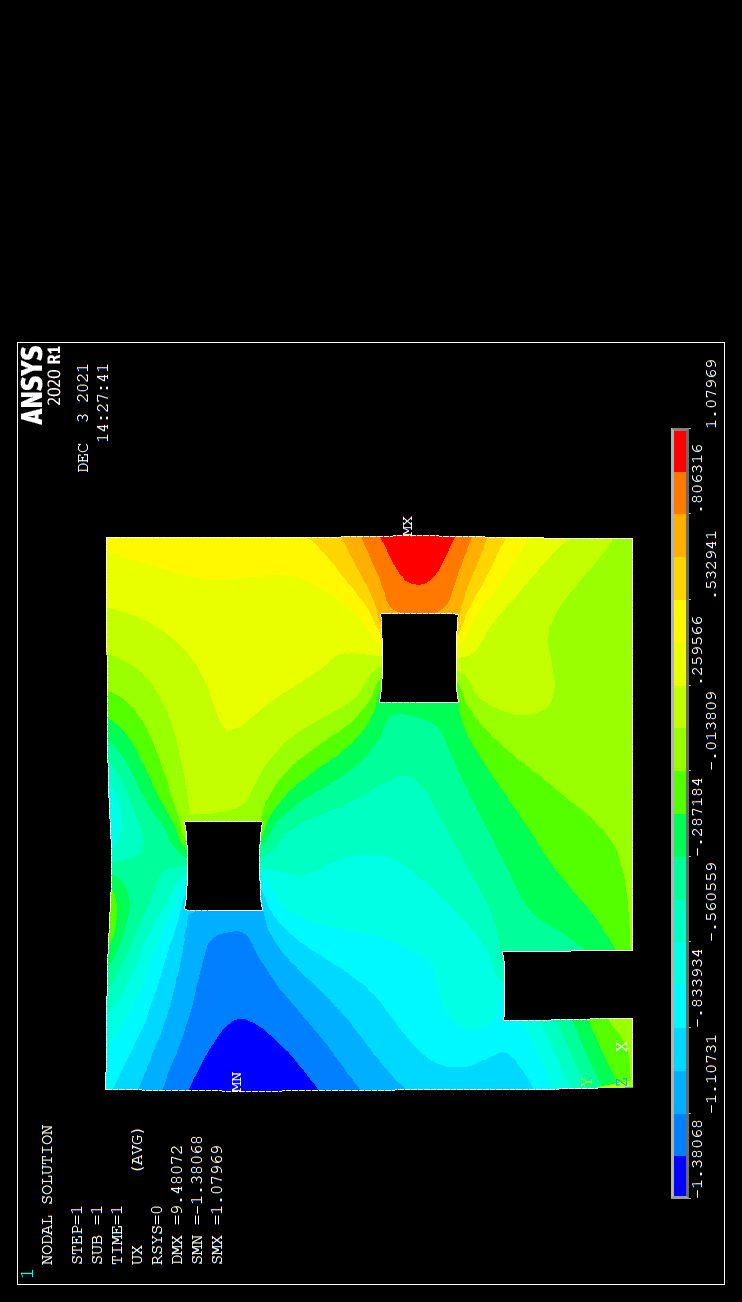 1
NODAL SOLUTION
STEP=1
SUB =1
TIME=1
UX (AVG)
RSYS=0
DMX =9.48072
SMN =-1.38068
SMX =1.07969
ANSYS
2020 R1
DEC 3 2021
14:27:41
MN
MX
Y
Z X
-1.38068
-1.10731
-.833934
-.560559
-.287184
-.013809
.259566
.532941
.806316
1.07969